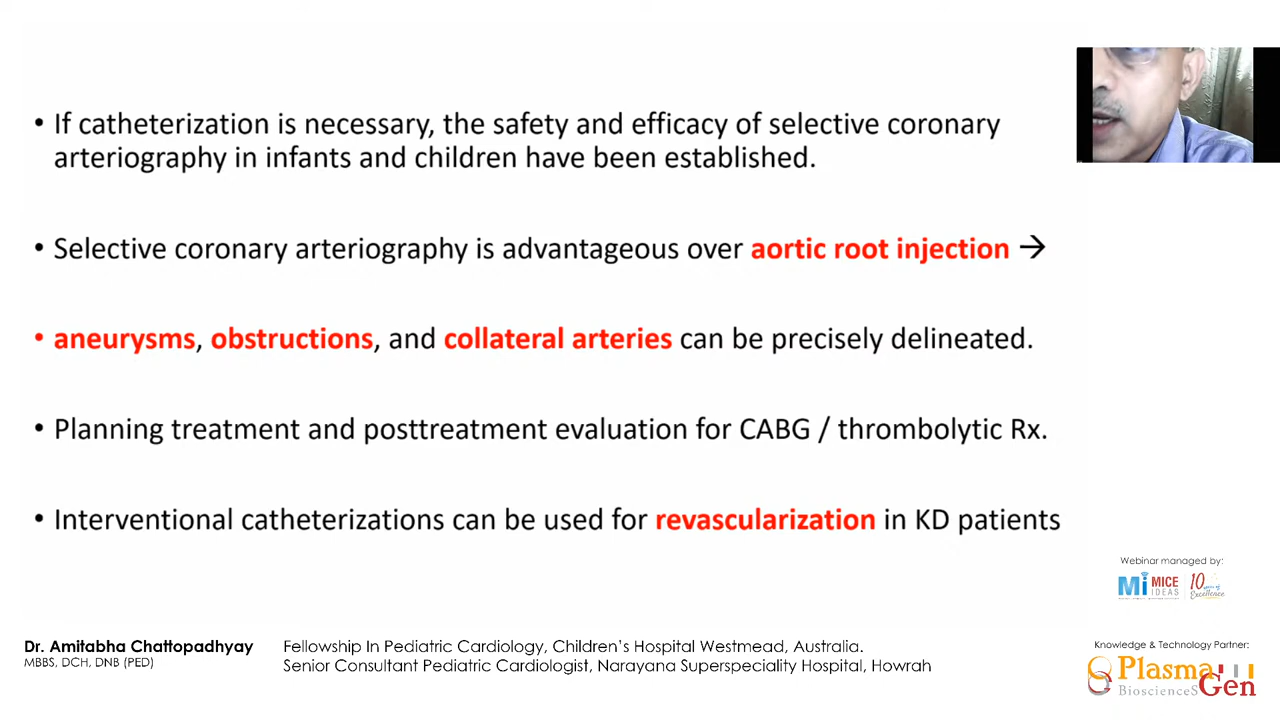 • If catheterization is necessary, the safety and efficacy of selective coronary
arteriography in infants and children have been established.
• Selective coronary arteriography is advantageous over aortic root injection →
• aneurysms, obstructions, and collateral arteries can be precisely delineated.
• Planning treatment and posttreatment evaluation for CABG / thrombolytic Rx.
• Interventional catheterizations can be used for revascularization in KD patients
Webinar managed by:
Mi MICE IDEAS 10 years of Excellence
Dr. Amitabha Chattopadhyay
MBBS, DCH, DNB (PED)
Fellowship In Pediatric Cardiology, Children's Hospital Westmead, Australia.
Senior Consultant Pediatric Cardiologist, Narayana Superspeciality Hospital, Howrah
Knowledge & Technology Partner:
PlasmaGen
BioscienceS